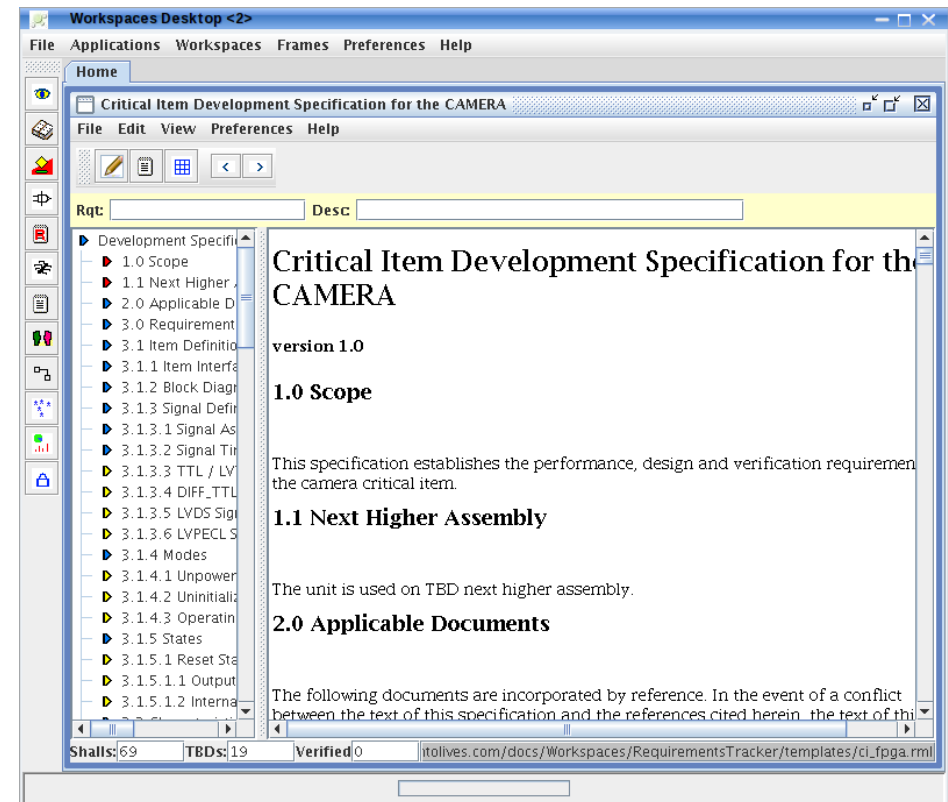 Workspaces Desktop <2>
File Applications Workspaces Frames Preferences Help
Home
Critical Item Development Specification for the CAMERA
File Edit View Preferences Help
Rqt: Desc:
Development Specifi
1.0 Scope
1.1 Next Higher
2.0 Applicable D
3.0 Requirement
3.1 Item Definitio
3.1.1 Item Interfa
3.1.2 Block Diagr
3.1.3 Signal Defin
3.1.3.1 Signal As
3.1.3.2 Signal Tim
3.1.3.3 TTL / LV
3.1.3.4 DIFF_TTL
3.1.3.5 LVDS Sign
3.1.3.6 LVPECL S
3.1.4 Modes
3.1.4.1 Unpower
3.1.4.2 Uninitializ
3.1.4.3 Operatin
3.1.5 States
3.1.5.1 Reset Sta
3.1.5.1.1 Output
3.1.5.1.2 Interna
Critical Item Development Specification for the
CAMERA
version 1.0
1.0 Scope
This specification establishes the performance, design and verification requiremen
the camera critical item.
1.1 Next Higher Assembly
The unit is used on TBD next higher assembly.
2.0 Applicable Documents
The following documents are incorporated by reference. In the event of a conflict
between the text of this specification and the references cited herein, the text of thi
Shalls: 69 TBDs: 19 Verified 0 ntolives.com/docs/Workspaces/RequirementsTracker/templates/ci_fpga.rml